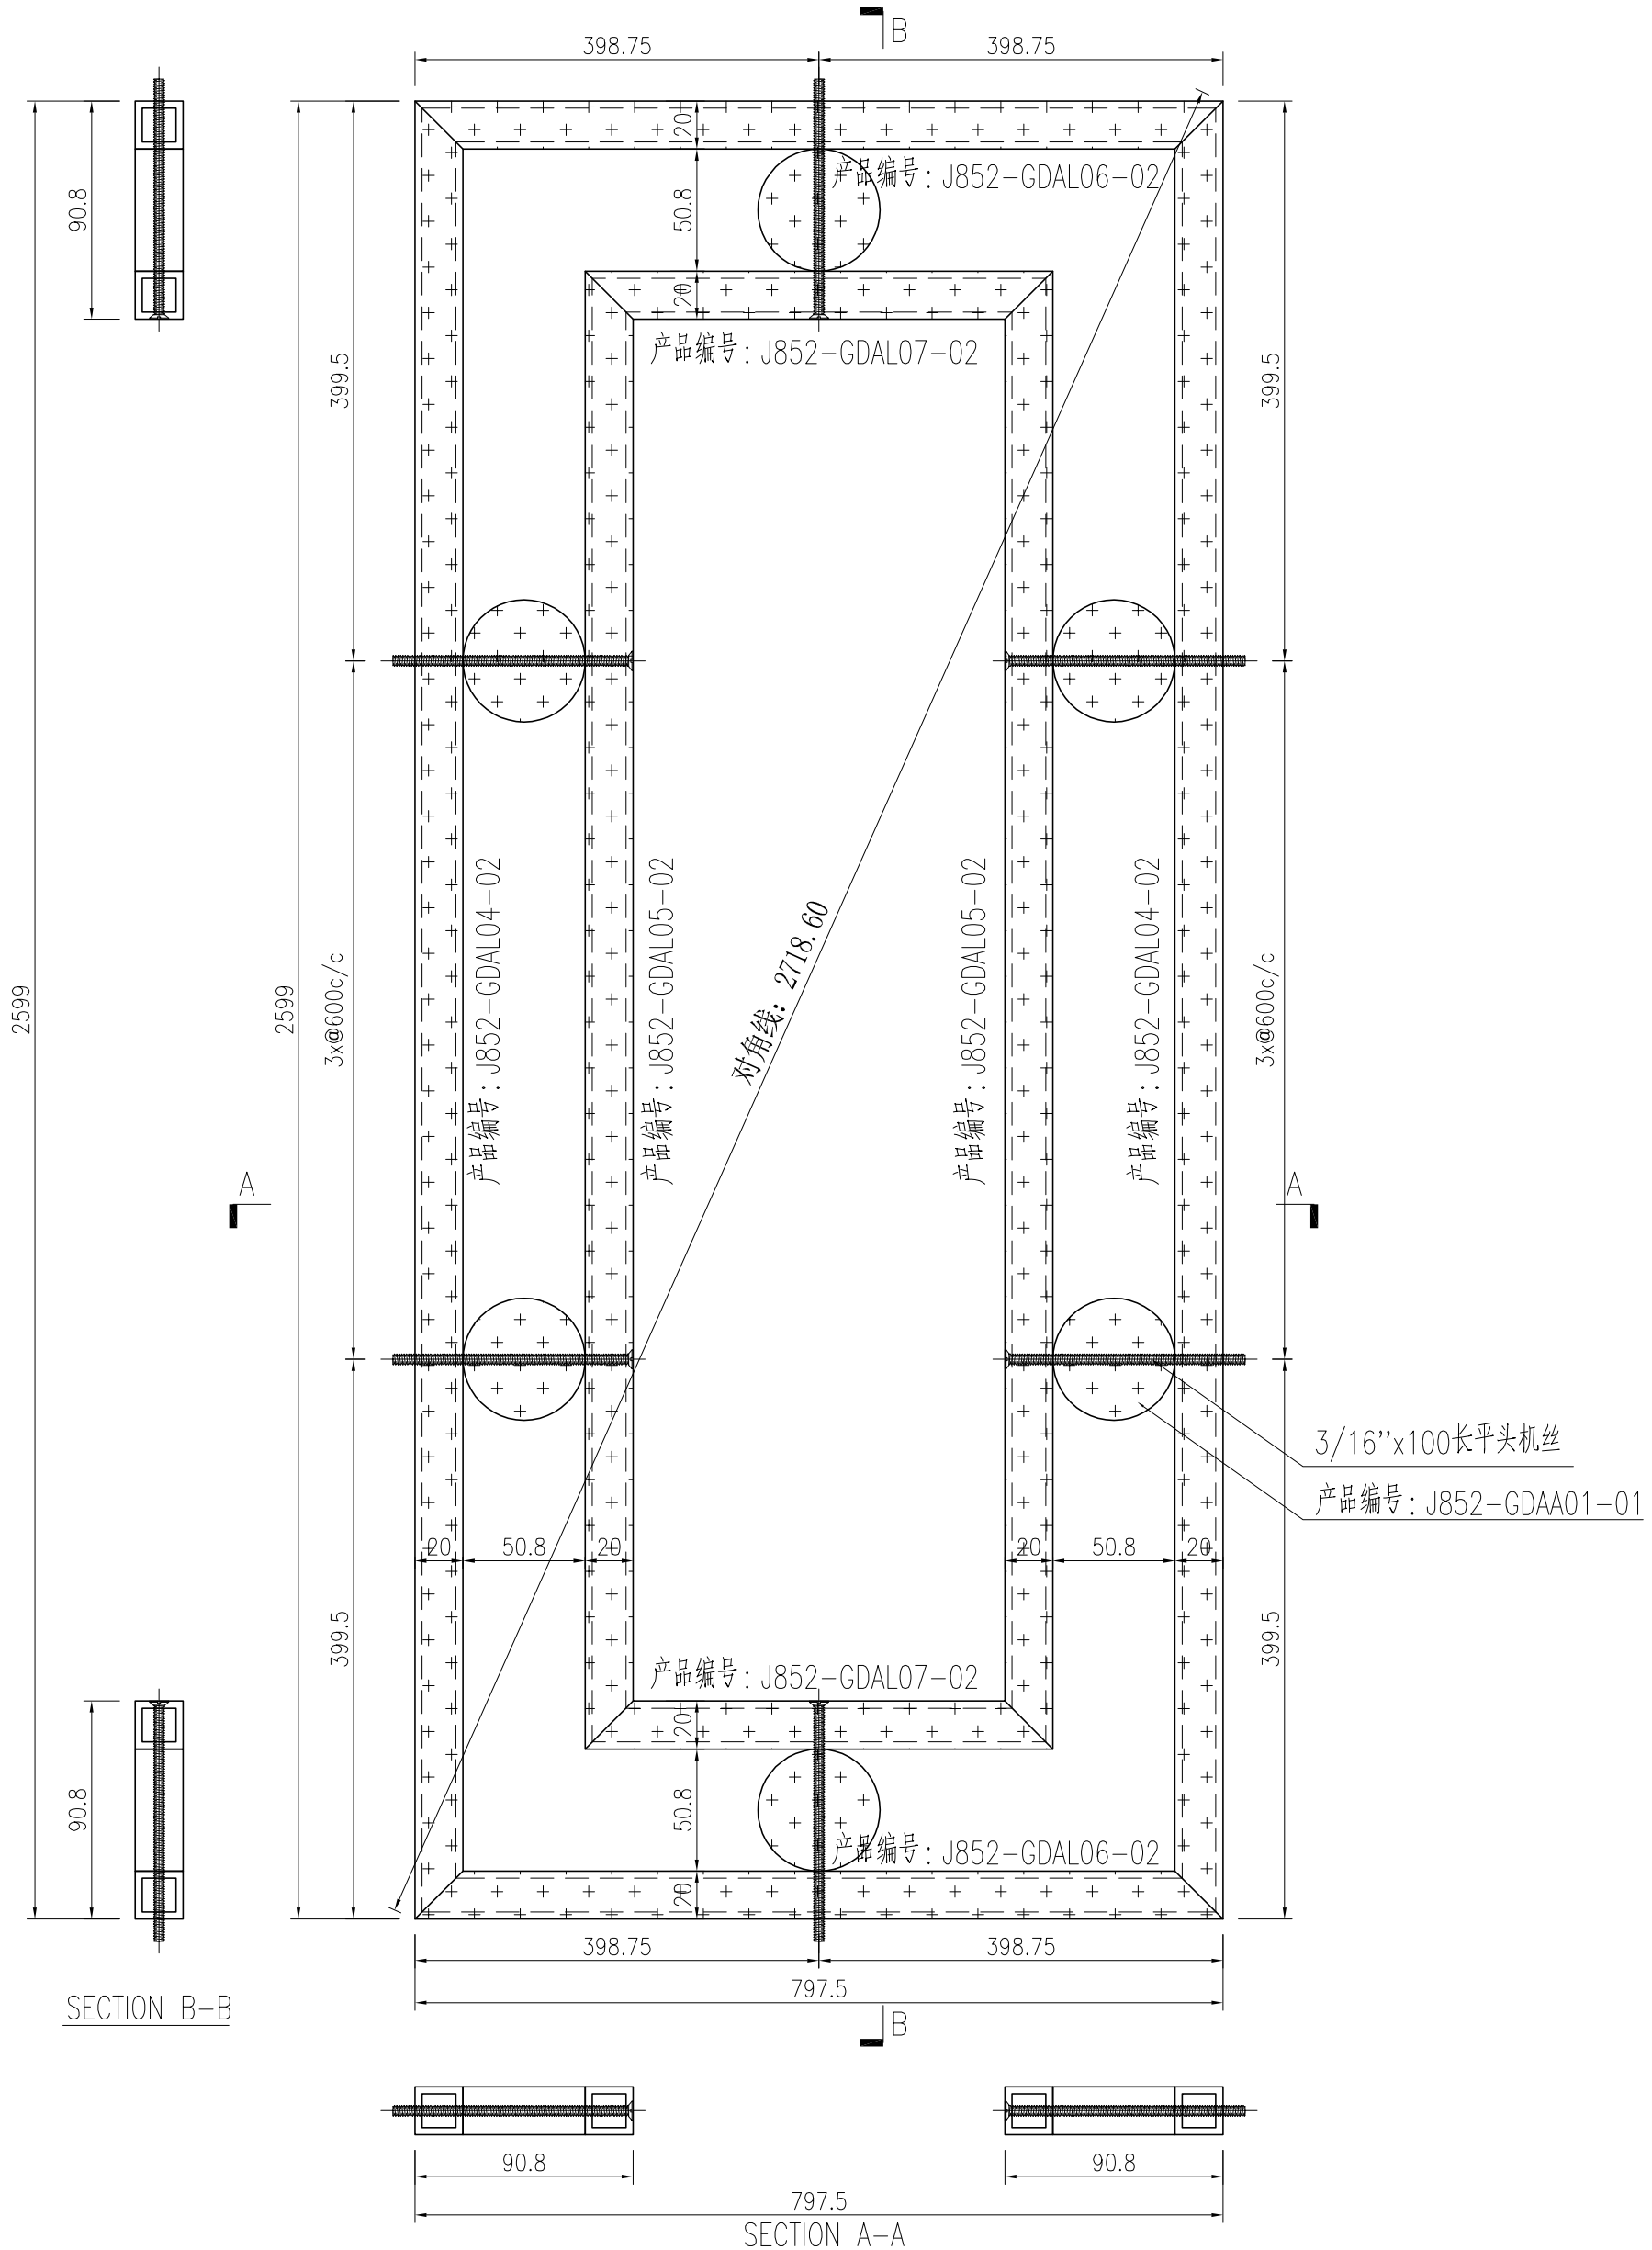 B
398.75
398.75
20
产品编号:J852-GDAL06-02
90.8
50.8
20
产品编号:J852-GDAL07-02
399.5
399.5
产品编号:J852-GDAL04-02
产品编号:J852-GDAL05-02
对角线: 2718.60
产品编号:J852-GDAL05-02
产品编号:J852-GDAL04-02
2599
2599
3x@600c/c
3x@600c/c
A
A
3/16''x100长平头机丝
产品编号:J852-GDAA01-01
20
50.8
20
20
50.8
20
399.5
399.5
产品编号:J852-GDAL07-02
20
90.8
50.8
产品编号:J852-GDAL06-02
20
398.75
398.75
797.5
SECTION B-B
B
90.8
90.8
797.5
SECTION A-A